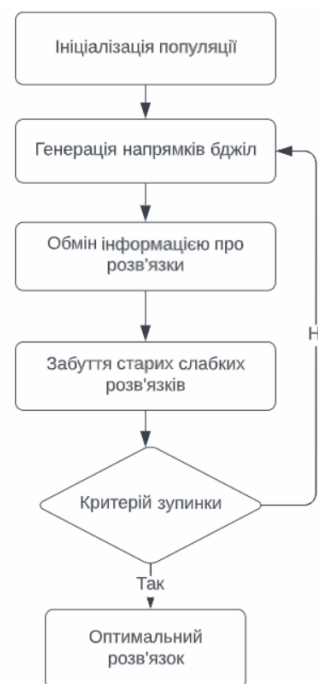 Ініціалізація популяції
Генерація напрямків бджіл
Обмін інформацією про
розв'язки
Забуття старих слабких
розв'язків
Критерій зупинки
Так
Оптимальний
розв'язок